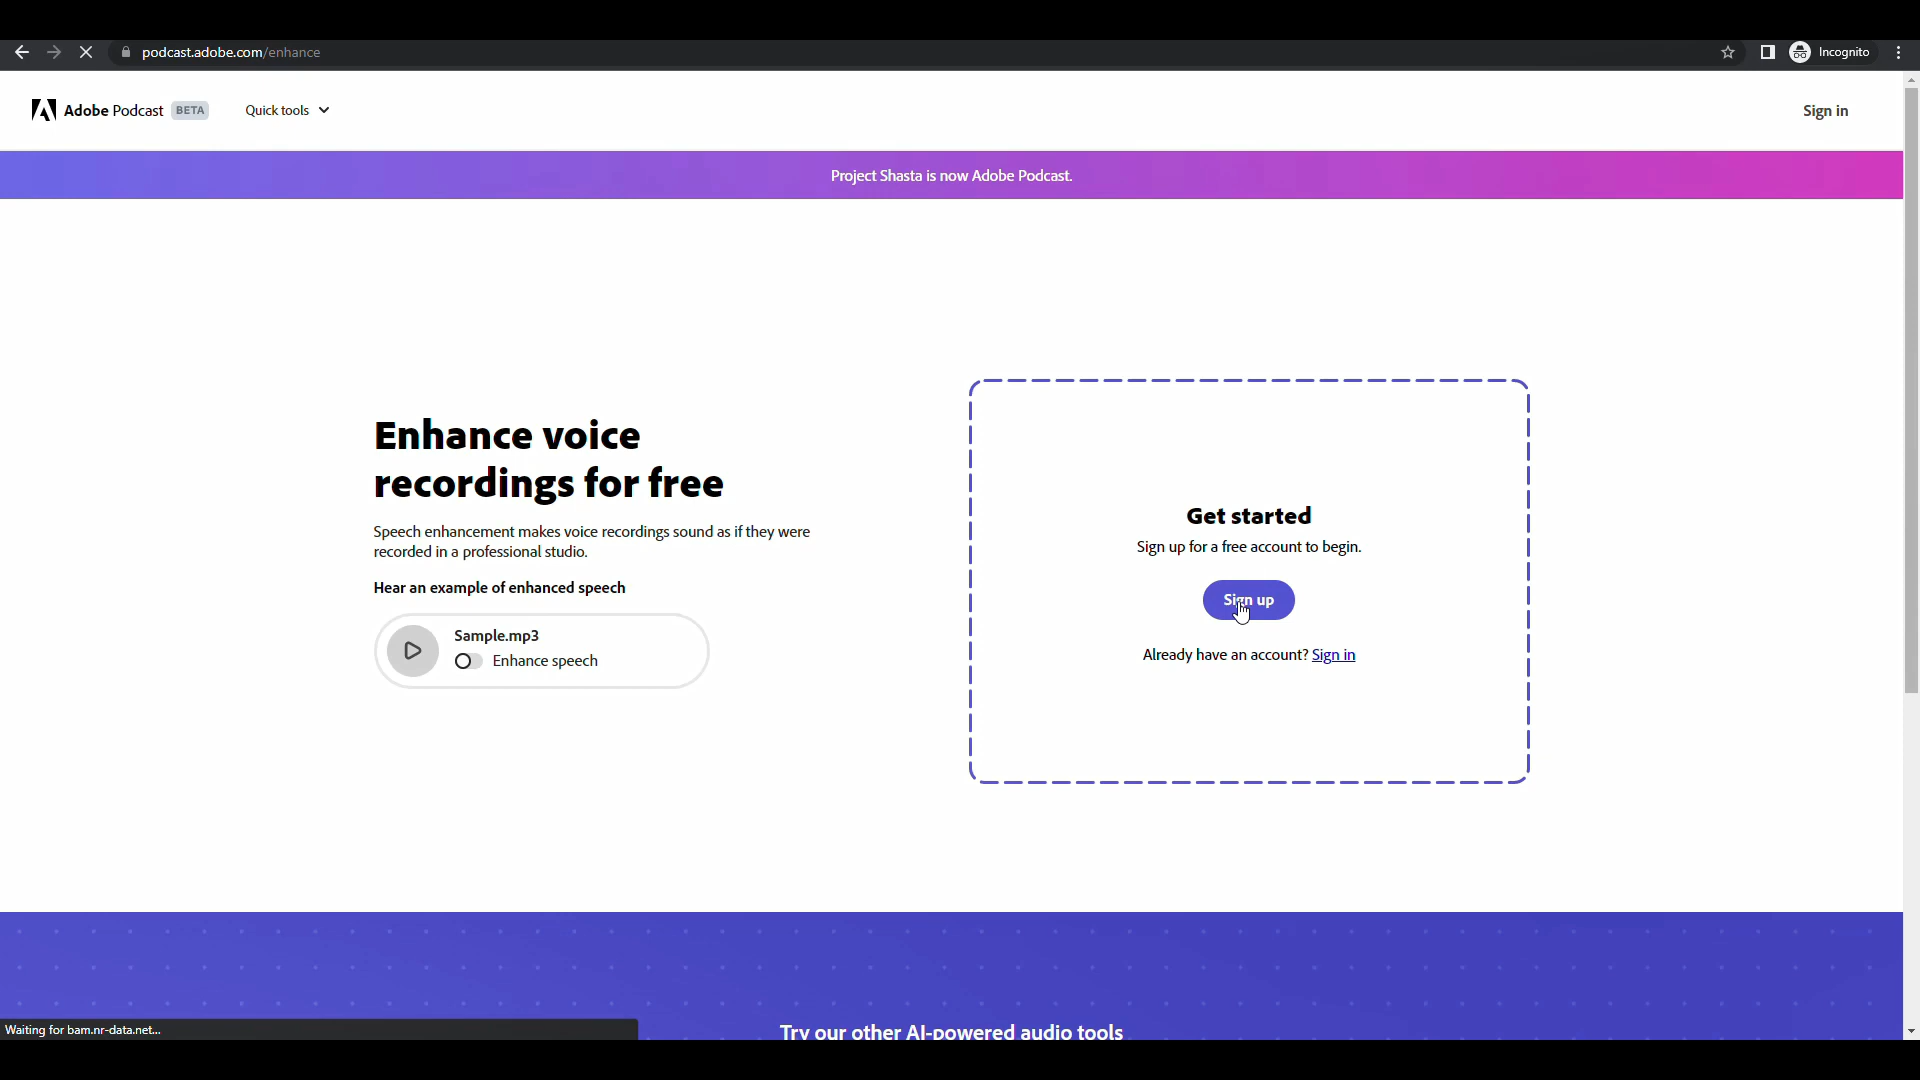 podcast.adobe.com/enhance
Incognito
Adobe Podcast BETA
Quick tools
Sign in
Project Shasta is now Adobe Podcast.
Enhance voice
recordings for free
Speech enhancement makes voice recordings sound as if they were
recorded in a professional studio.
Hear an example of enhanced speech
Sample.mp3
Enhance speech
Get started
Sign up for a free account to begin.
Sign up
Already have an account? Sign in
Try our other AI-powered audio tools
Waiting for bam.nr-data.net...